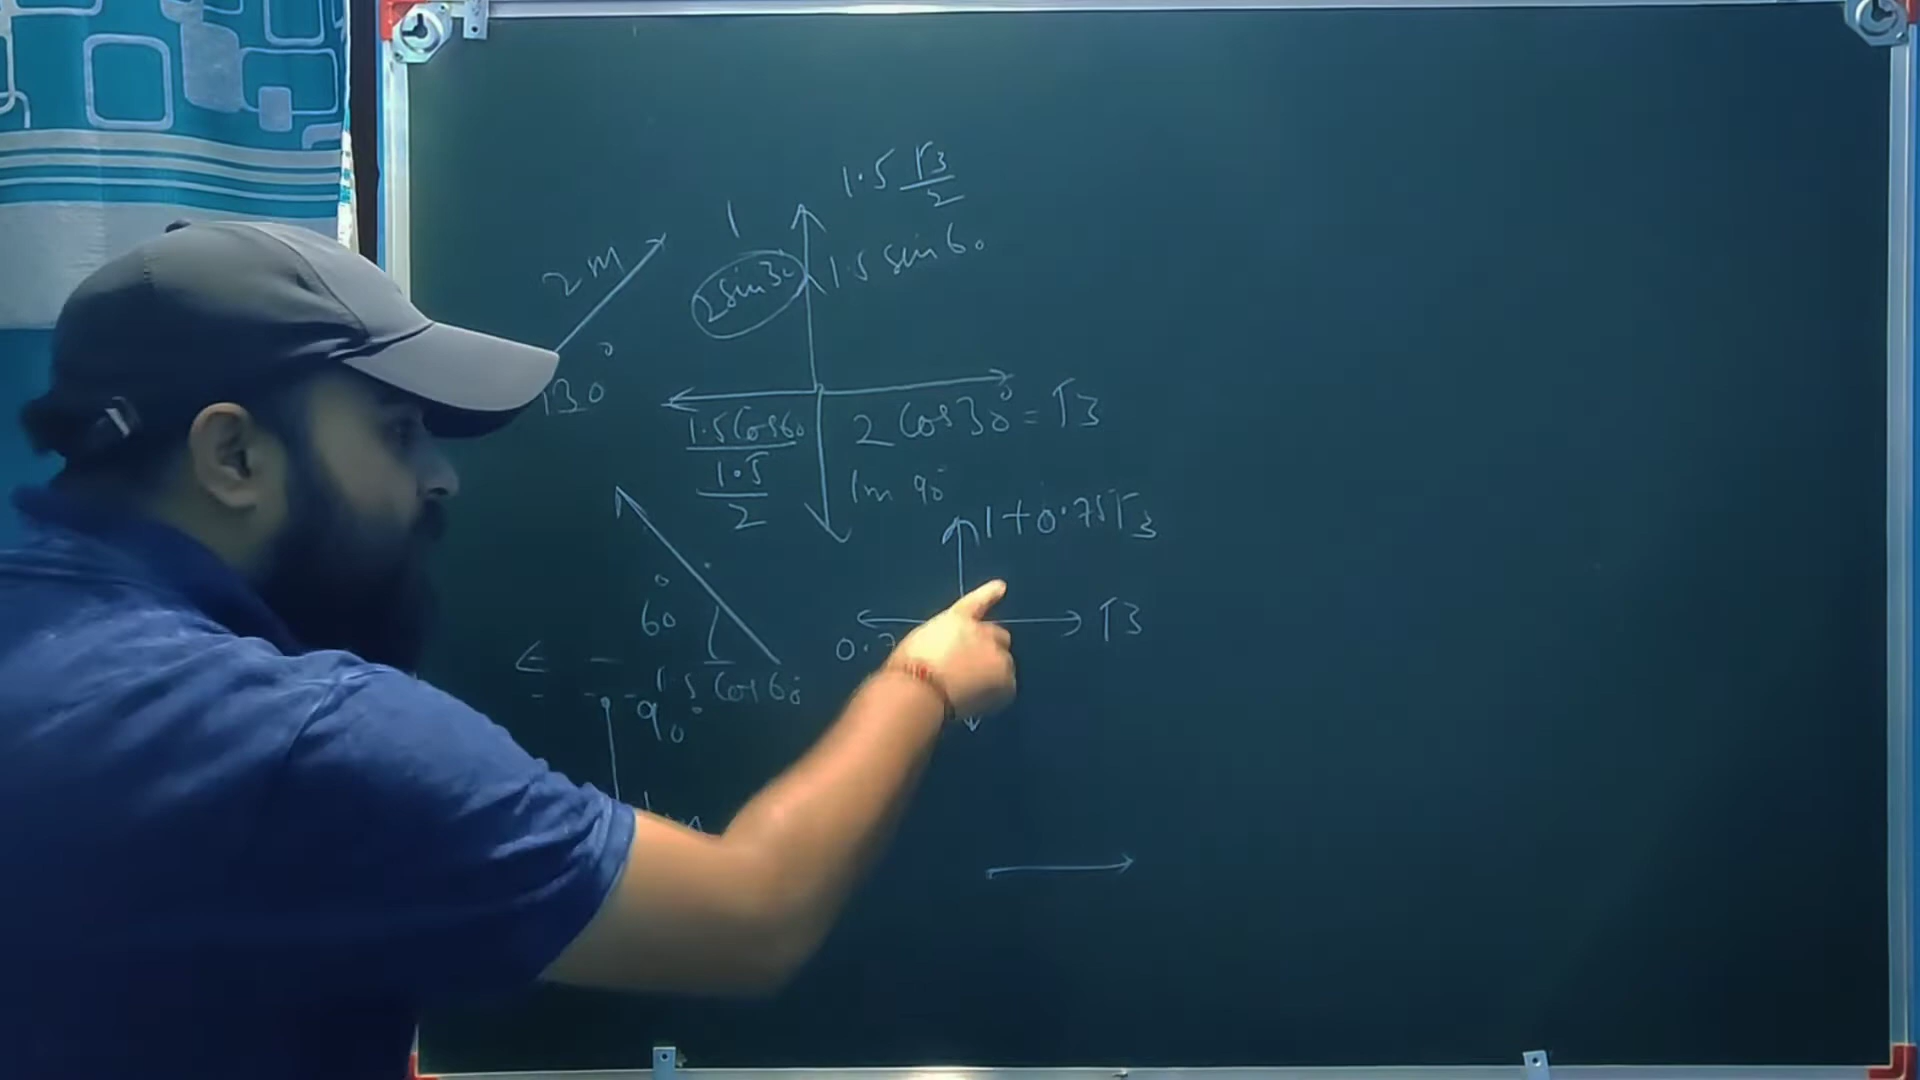 1.5 √3/2
1
2 m
2 sin 30
1.5 sin 60
30°
1.5 Cos 60
2 Cos 30° = √3
1.5/2
1m 90°
1 + 0.75√3
60°
√3
0.7
1.5 Cos 60°
90°